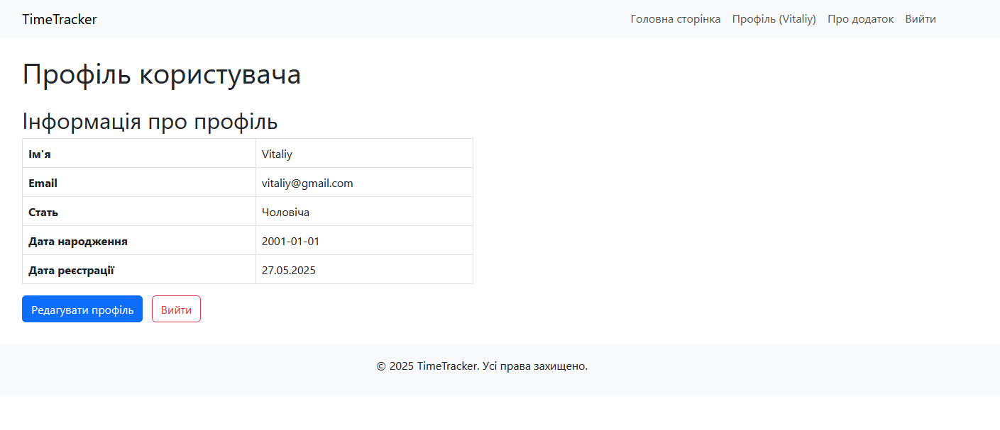 TimeTracker Головна сторінка Профіль (Vitaliy) Про додаток Вийти
Профіль користувача
Інформація про профіль
Ім'я Vitaliy
Email vitaliy@gmail.com
Стать Чоловіча
Дата народження 2001-01-01
Дата реєстрації 27.05.2025
Редагувати профіль Вийти
© 2025 TimeTracker. Усі права захищено.